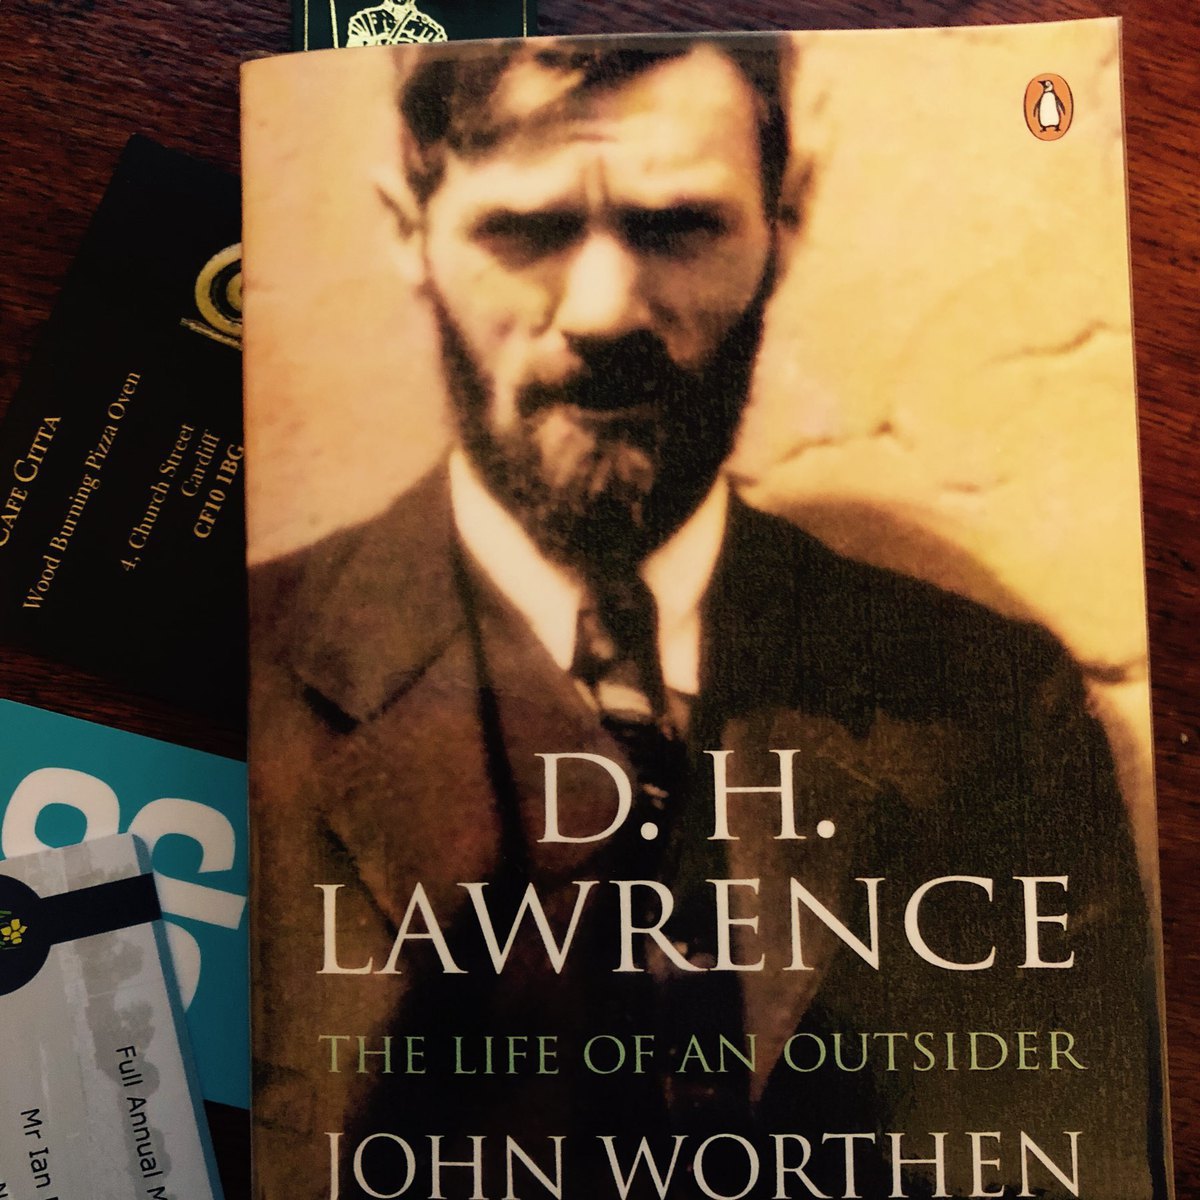 D. H.
LAWRENCE
THE LIFE OF AN OUTSIDER
JOHN WORTHEN
CAFE CITTA
Wood Burning Pizza Oven
4, Church Street
Cardiff
CF10 1BG
Full Annual
Mr Ian